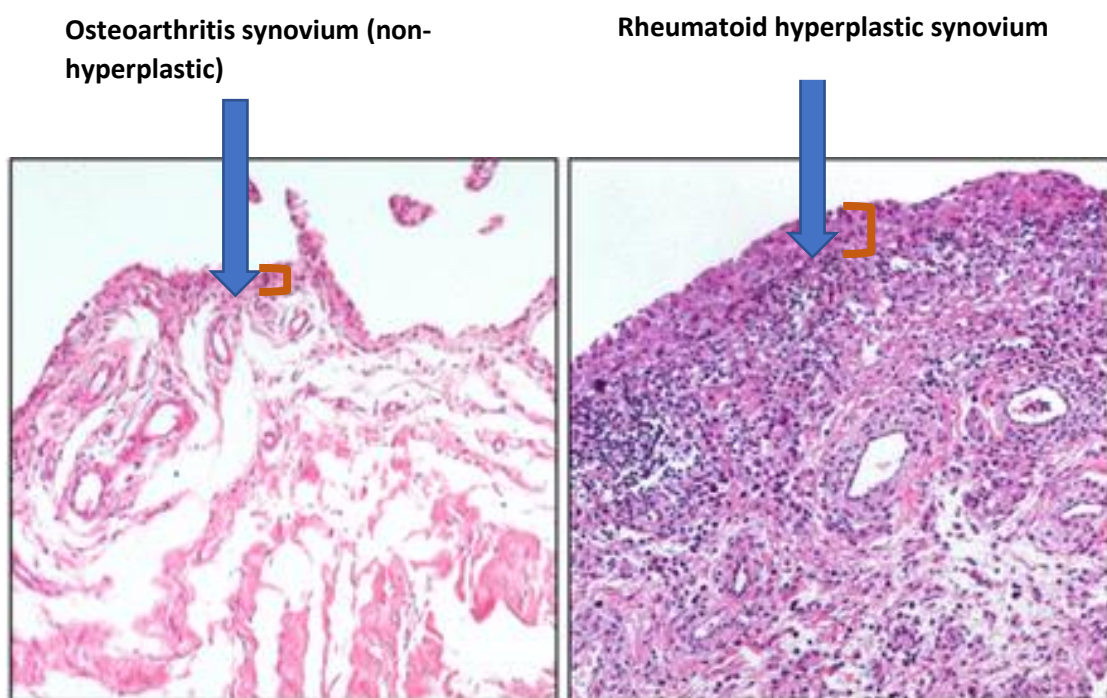 Osteoarthritis synovium (non-
hyperplastic)
Rheumatoid hyperplastic synovium